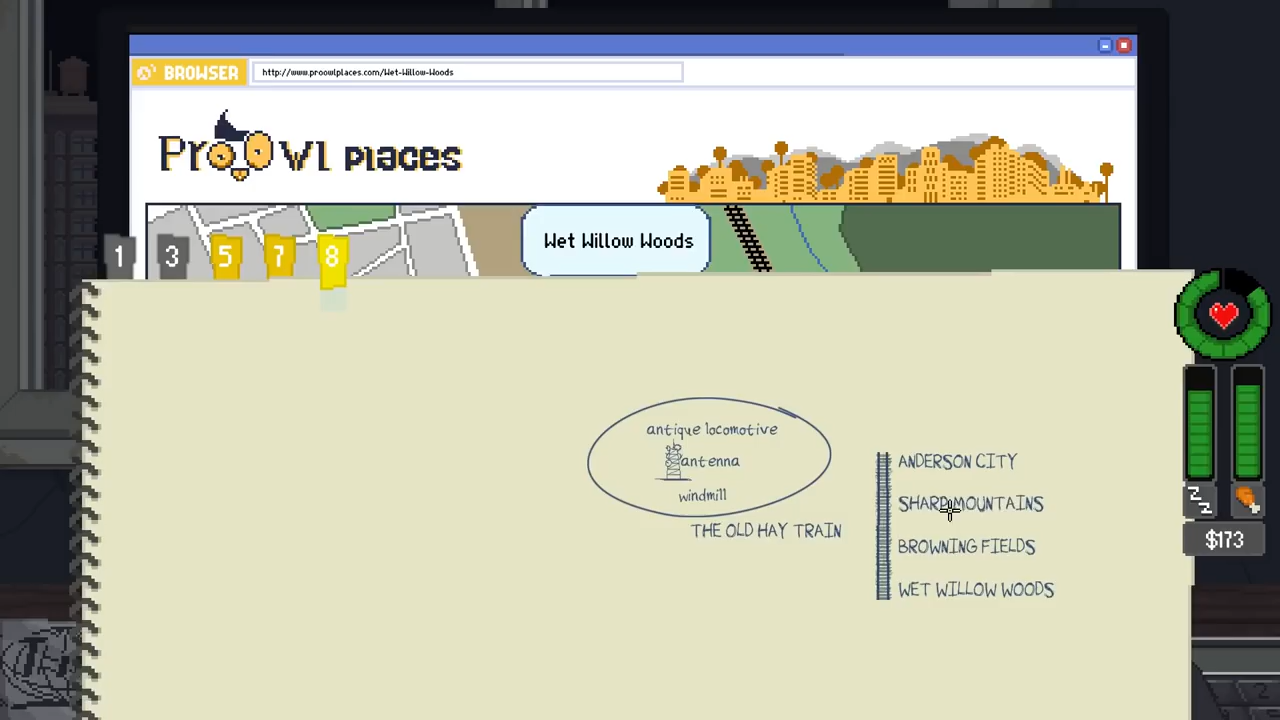 BROWSER
http://www.proowlplaces.com/Wet-Willow-Woods
PrOOwl places
Wet Willow Woods
1 3 5 7 8
antique locomotive
antenna
windmill
THE OLD HAY TRAIN
ANDERSON CITY
SHARD MOUNTAINS
BROWNING FIELDS
WET WILLOW WOODS
$173